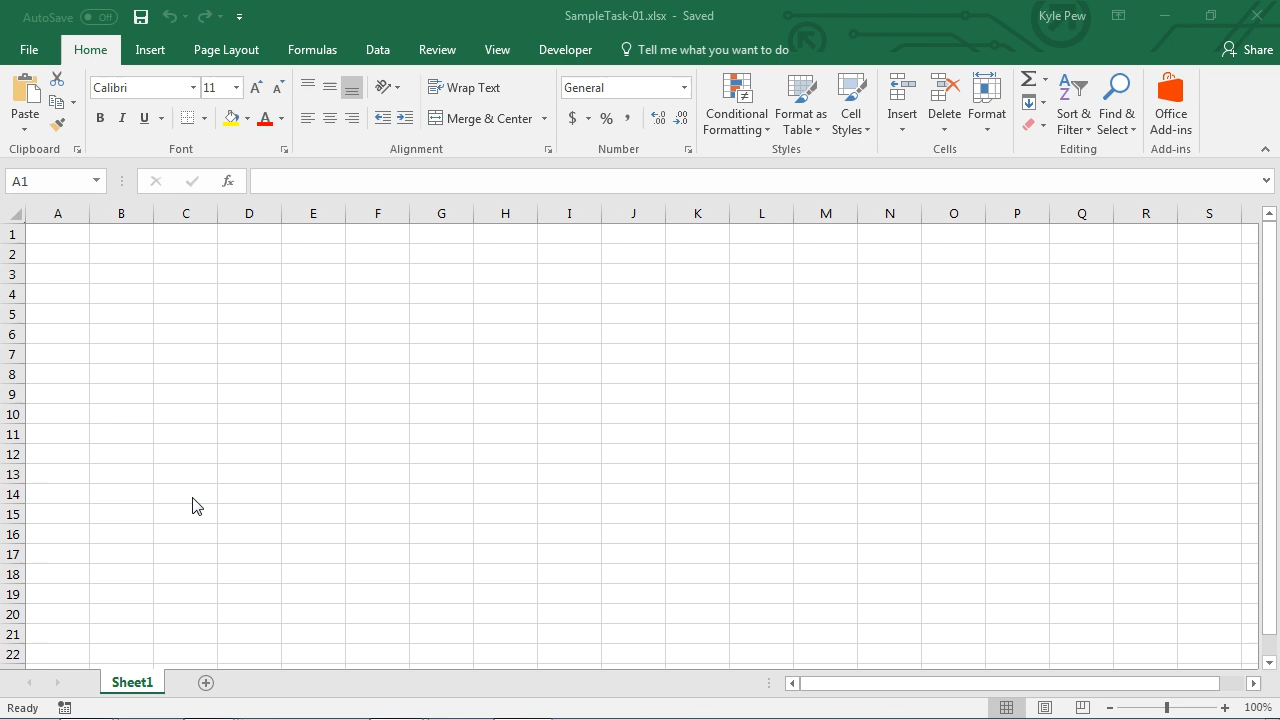 AutoSave Off SampleTask-01.xlsx - Saved Kyle Pew
File Home Insert Page Layout Formulas Data Review View Developer Tell me what you want to do Share
Calibri 11 Wrap Text General
Paste B I U A Merge & Center $ % , Conditional Formatting Format as Table Cell Styles Insert Delete Format Sort & Filter Find & Select Office Add-ins
Clipboard Font Alignment Number Styles Cells Editing Add-ins
A1 fx
A B C D E F G H I J K L M N O P Q R S
1
2
3
4
5
6
7
8
9
10
11
12
13
14
15
16
17
18
19
20
21
22
Sheet1
Ready 100%